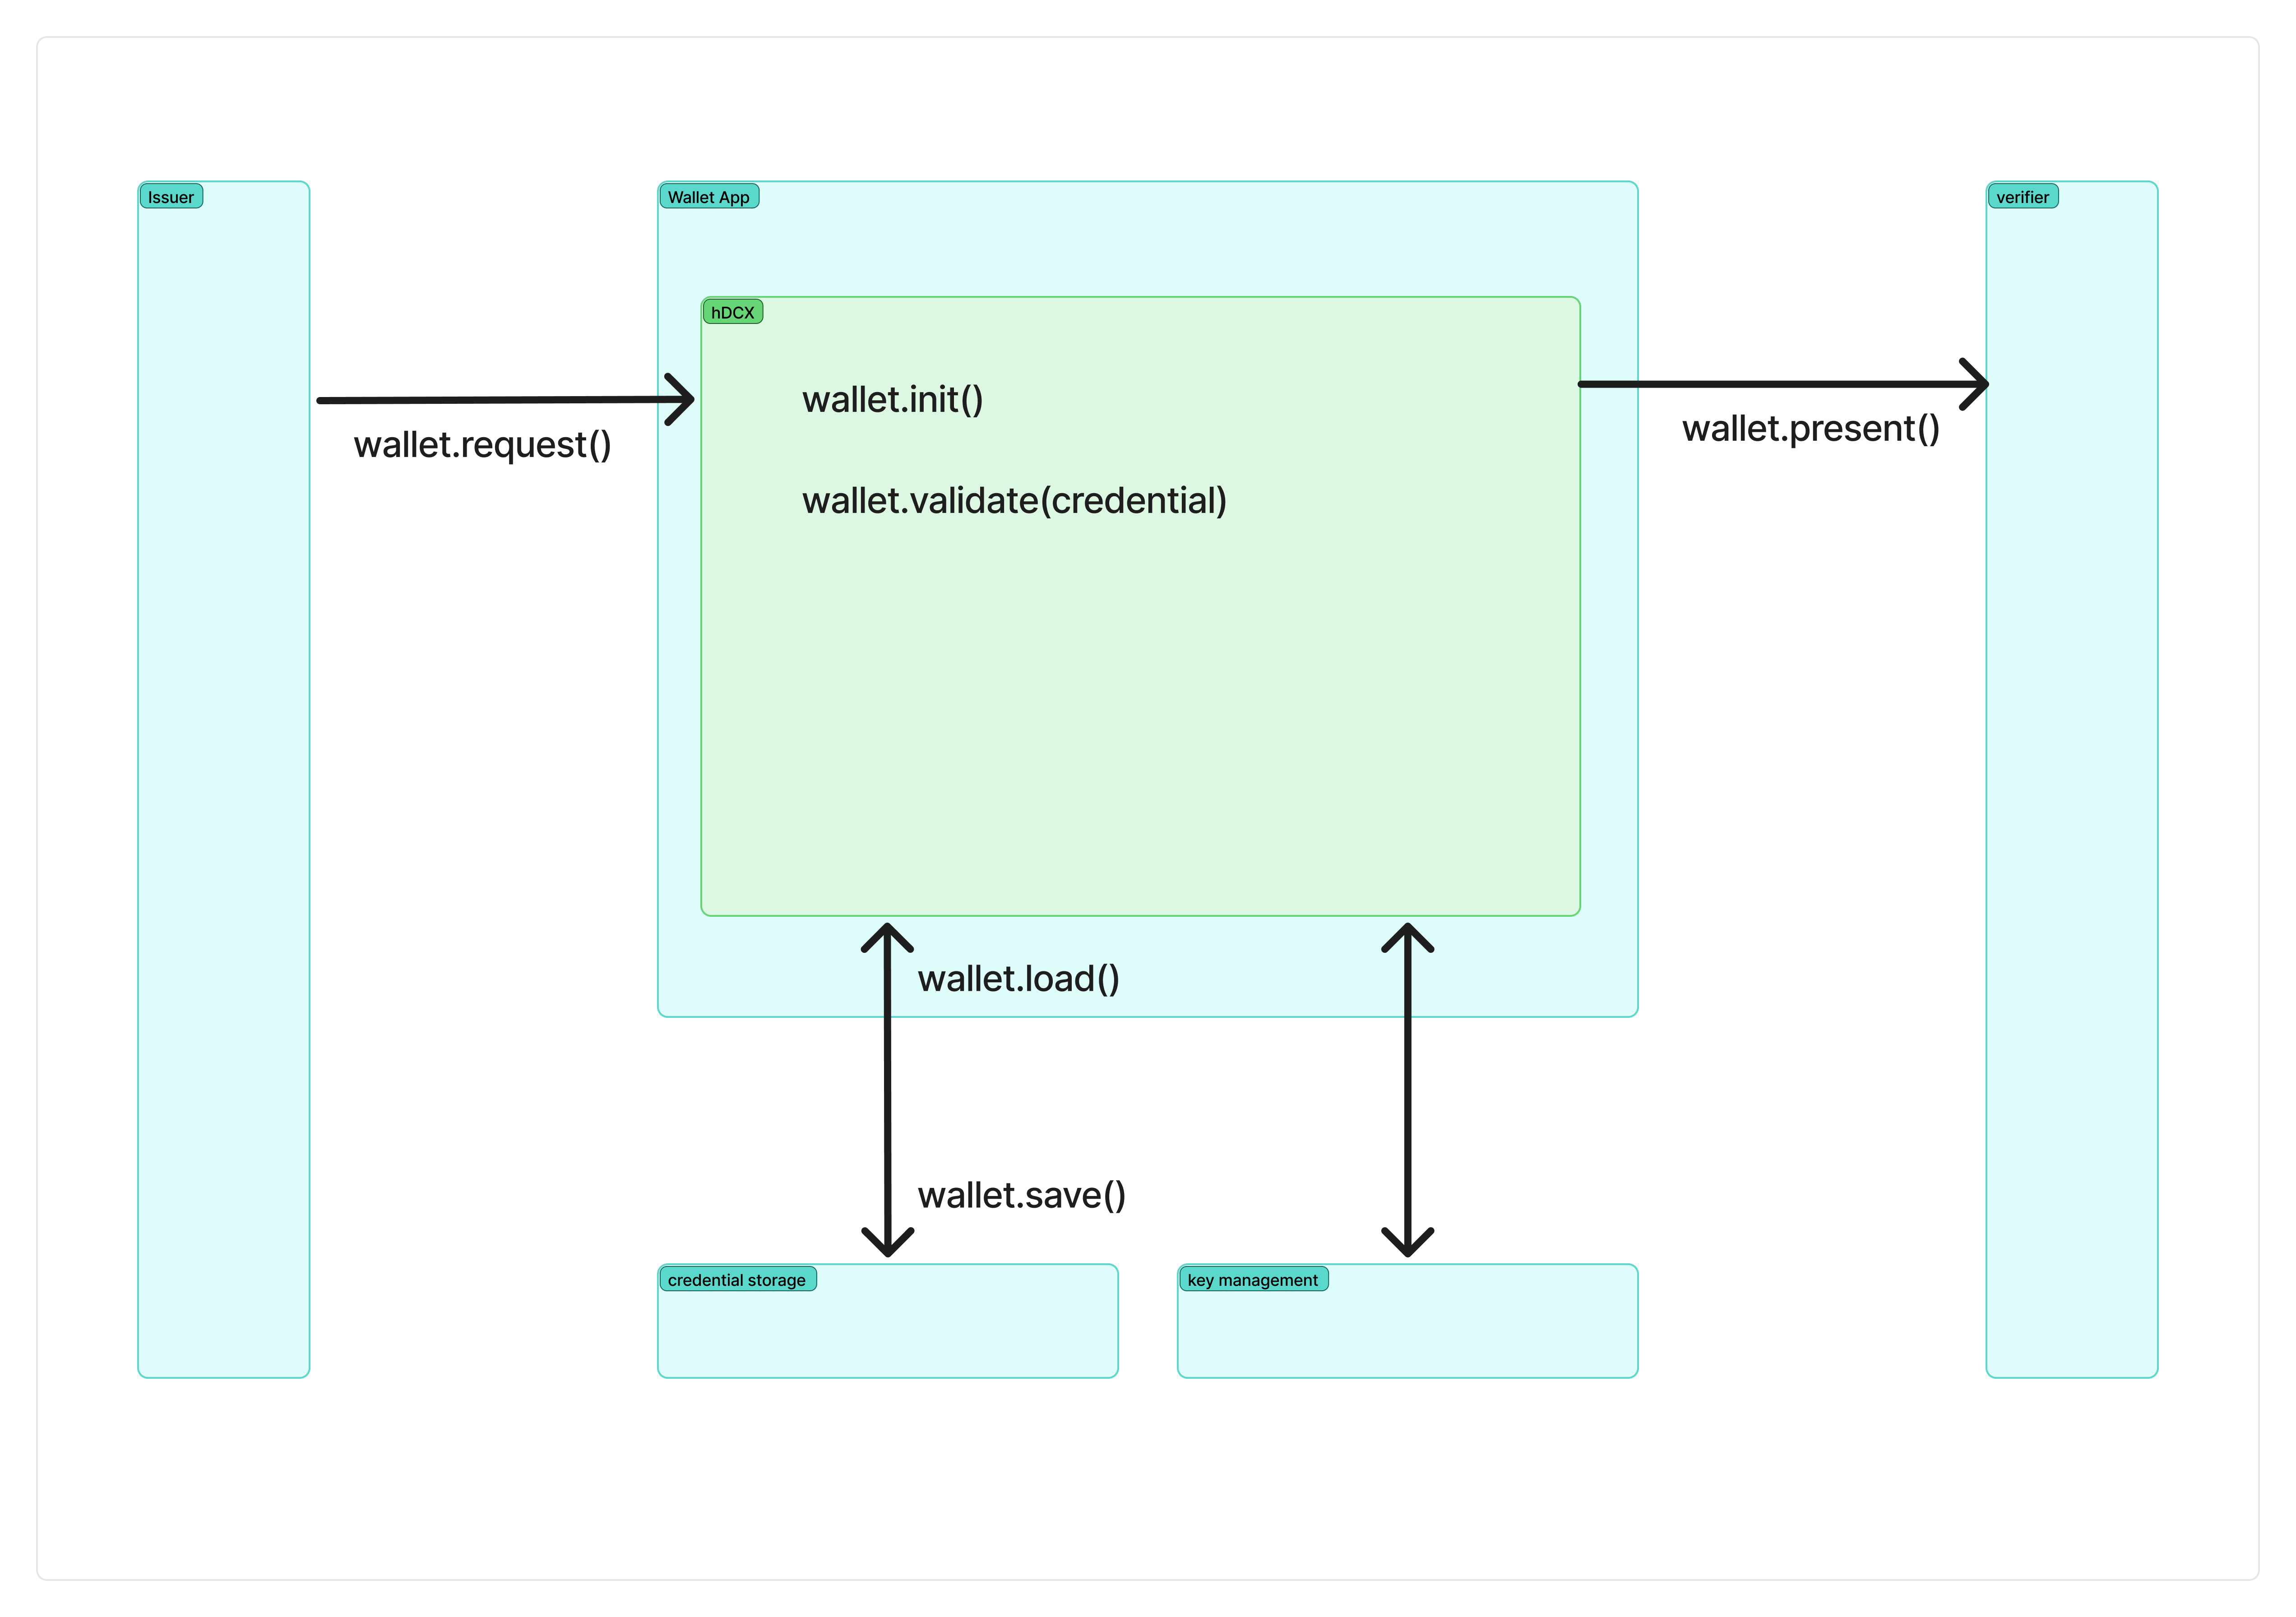 Issuer
Wallet App
verifier
hDCX
wallet.init()
wallet.request()
wallet.present()
wallet.validate(credential)
wallet.load()
wallet.save()
credential storage
key management